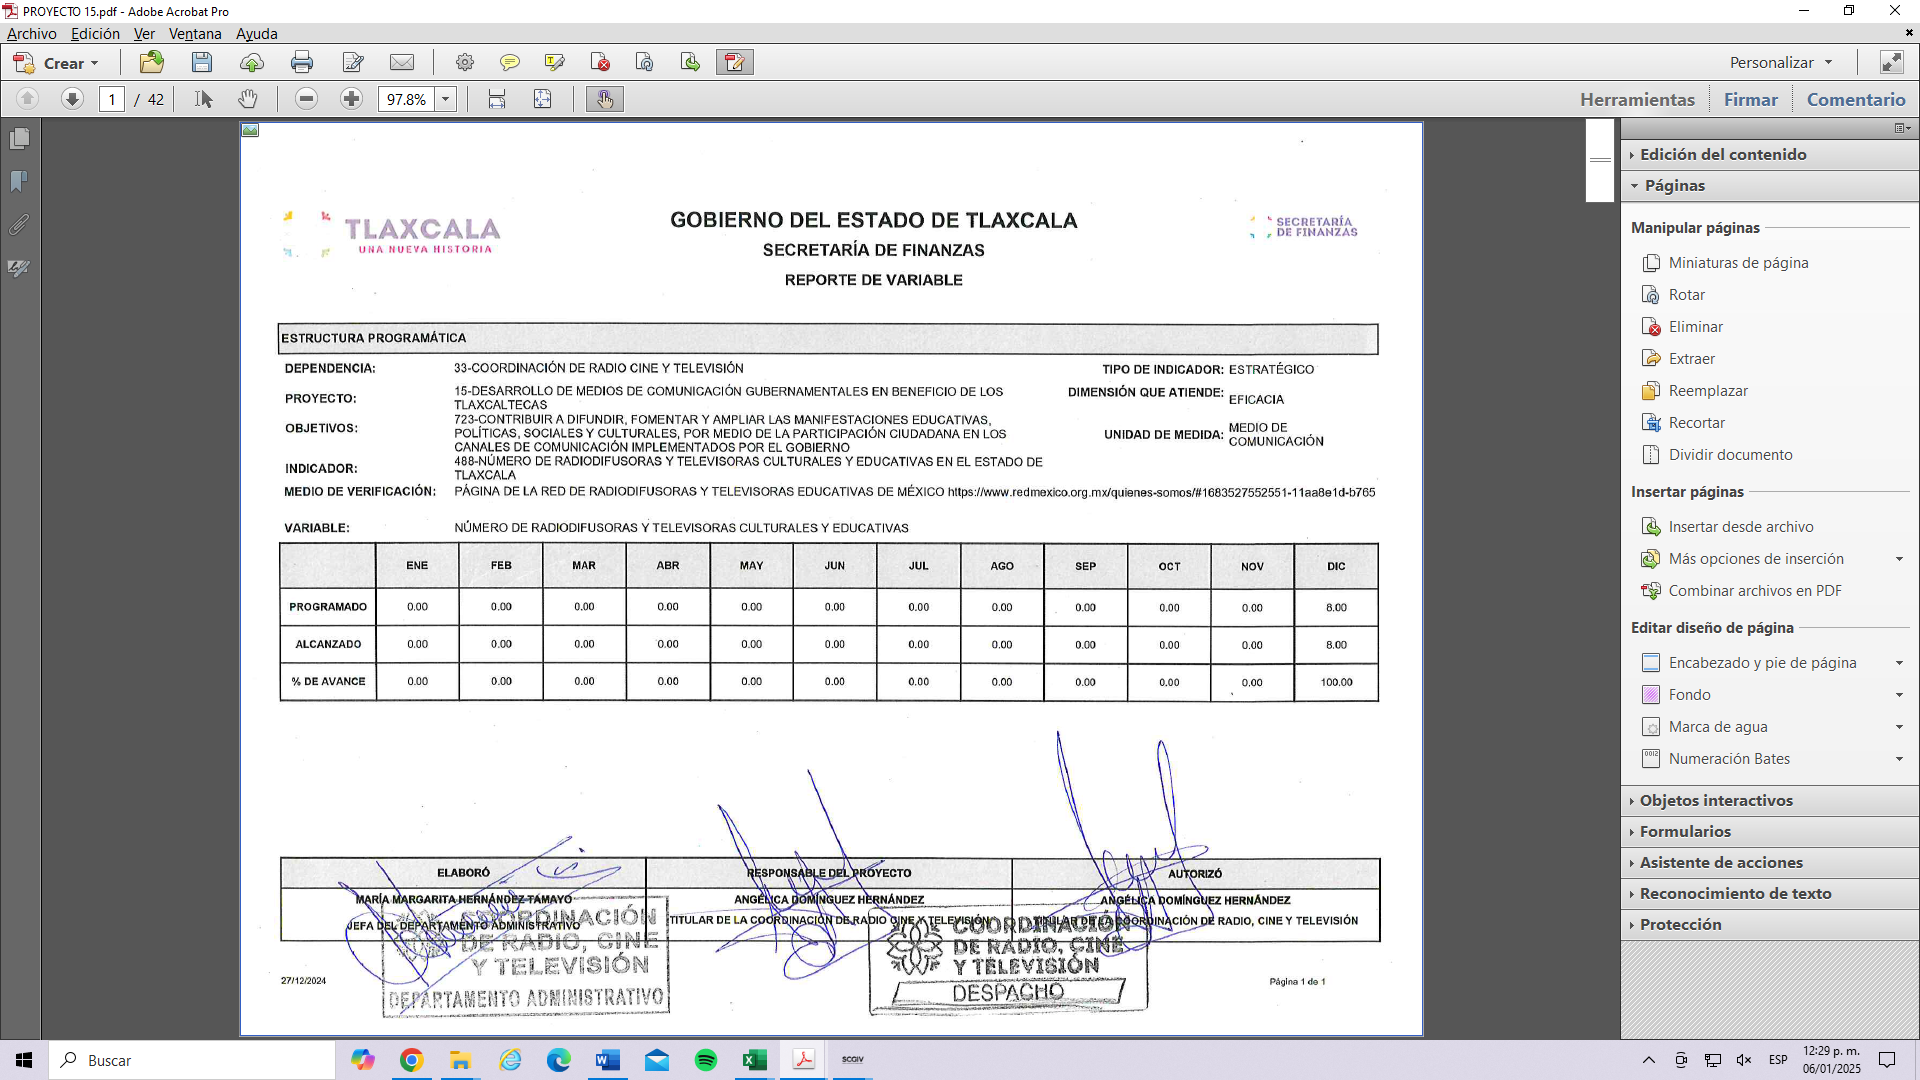 PROYECTO 15.pdf - Adobe Acrobat Pro
Archivo Edición Ver Ventana Ayuda
Crear
Personalizar
1 / 42
97.8%
Herramientas Firmar Comentario
TLAXCALA
UNA NUEVA HISTORIA
GOBIERNO DEL ESTADO DE TLAXCALA
SECRETARÍA DE FINANZAS
REPORTE DE VARIABLE
SECRETARÍA
DE FINANZAS
ESTRUCTURA PROGRAMÁTICA
DEPENDENCIA: 33-COORDINACIÓN DE RADIO CINE Y TELEVISIÓN
TIPO DE INDICADOR: ESTRATÉGICO
PROYECTO: 15-DESARROLLO DE MEDIOS DE COMUNICACIÓN GUBERNAMENTALES EN BENEFICIO DE LOS
TLAXCALTECAS
DIMENSIÓN QUE ATIENDE: EFICACIA
OBJETIVOS: 723-CONTRIBUIR A DIFUNDIR, FOMENTAR Y AMPLIAR LAS MANIFESTACIONES EDUCATIVAS,
POLÍTICAS, SOCIALES Y CULTURALES, POR MEDIO DE LA PARTICIPACIÓN CIUDADANA EN LOS
CANALES DE COMUNICACIÓN IMPLEMENTADOS POR EL GOBIERNO
UNIDAD DE MEDIDA: MEDIO DE
COMUNICACIÓN
INDICADOR: 488-NÚMERO DE RADIODIFUSORAS Y TELEVISORAS CULTURALES Y EDUCATIVAS EN EL ESTADO DE
TLAXCALA
MEDIO DE VERIFICACIÓN: PÁGINA DE LA RED DE RADIODIFUSORAS Y TELEVISORAS EDUCATIVAS DE MÉXICO https://www.redmexico.org.mx/quienes-somos/#1683527552551-11aa8e1d-b765
VARIABLE: NÚMERO DE RADIODIFUSORAS Y TELEVISORAS CULTURALES Y EDUCATIVAS
ENE FEB MAR ABR MAY JUN JUL AGO SEP OCT NOV DIC
PROGRAMADO 0.00 0.00 0.00 0.00 0.00 0.00 0.00 0.00 0.00 0.00 0.00 8.00
ALCANZADO 0.00 0.00 0.00 0.00 0.00 0.00 0.00 0.00 0.00 0.00 0.00 8.00
% DE AVANCE 0.00 0.00 0.00 0.00 0.00 0.00 0.00 0.00 0.00 0.00 0.00 100.00
ELABORÓ
MARÍA MARGARITA HERNÁNDEZ TAMAYO
JEFA DEL DEPARTAMENTO ADMINISTRATIVO
RESPONSABLE DEL PROYECTO
ANGÉLICA DOMÍNGUEZ HERNÁNDEZ
TITULAR DE LA COORDINACIÓN DE RADIO CINE Y TELEVISIÓN
AUTORIZÓ
ANGÉLICA DOMÍNGUEZ HERNÁNDEZ
TITULAR DE LA COORDINACIÓN DE RADIO, CINE Y TELEVISIÓN
COORDINACIÓN
DE RADIO, CINE
Y TELEVISIÓN
DEPARTAMENTO ADMINISTRATIVO
COORDINACIÓN
DE RADIO, CINE
Y TELEVISIÓN
DESPACHO
27/12/2024
Página 1 de 1
Edición del contenido
Páginas
Manipular páginas
Miniaturas de página
Rotar
Eliminar
Extraer
Reemplazar
Recortar
Dividir documento
Insertar páginas
Insertar desde archivo
Más opciones de inserción
Combinar archivos en PDF
Editar diseño de página
Encabezado y pie de página
Fondo
Marca de agua
Numeración Bates
Objetos interactivos
Formularios
Asistente de acciones
Reconocimiento de texto
Protección
Buscar
SCGIV
ESP
12:29 p. m.
06/01/2025